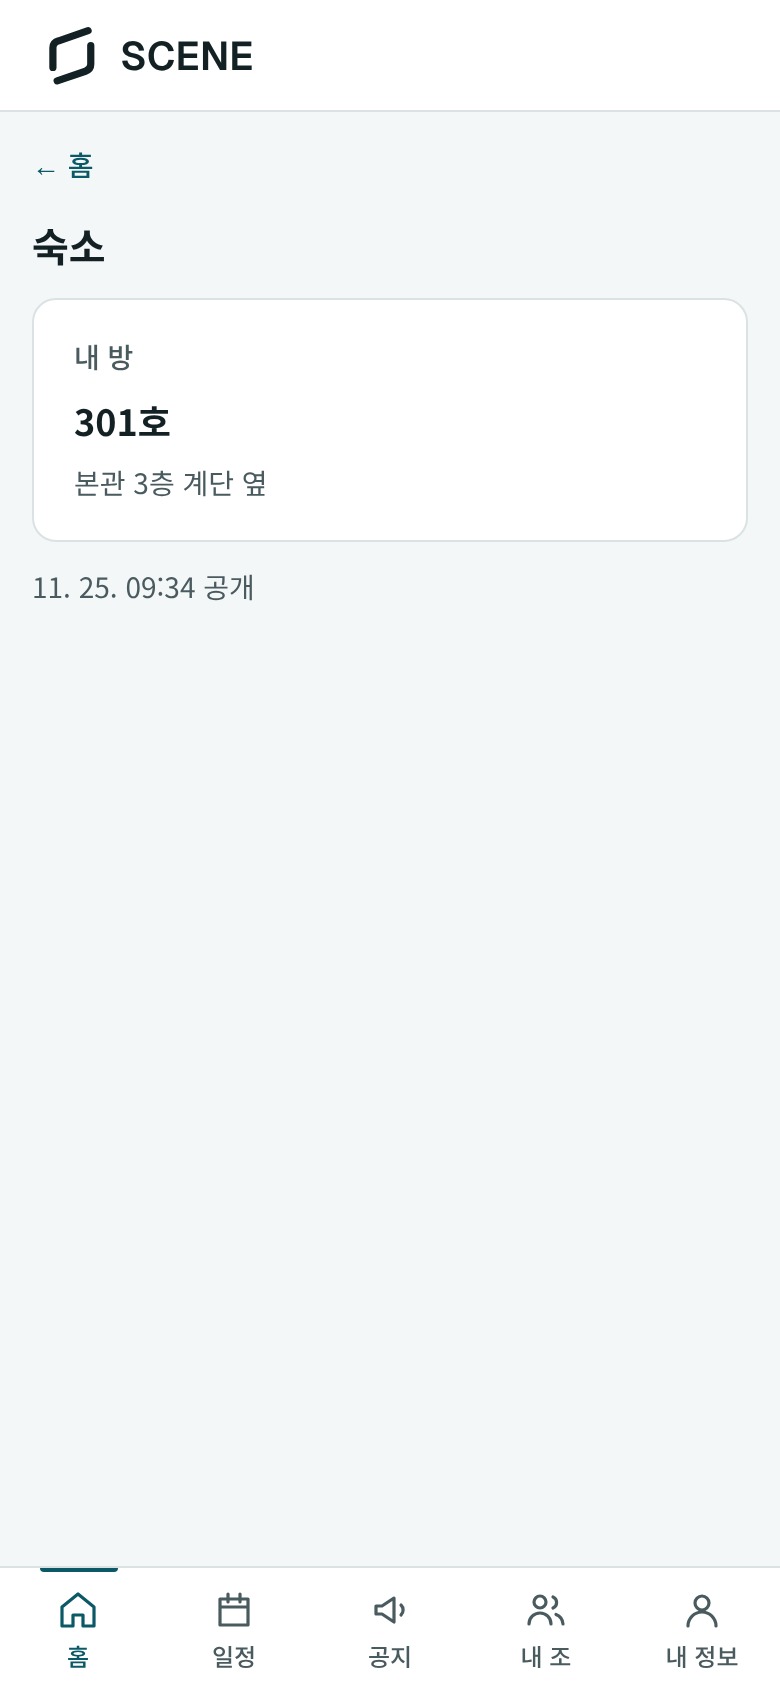 SCENE
← 홈
숙소
내 방
301호
본관 3층 계단 옆
11. 25. 09:34 공개
홈
일정
공지
내 조
내 정보